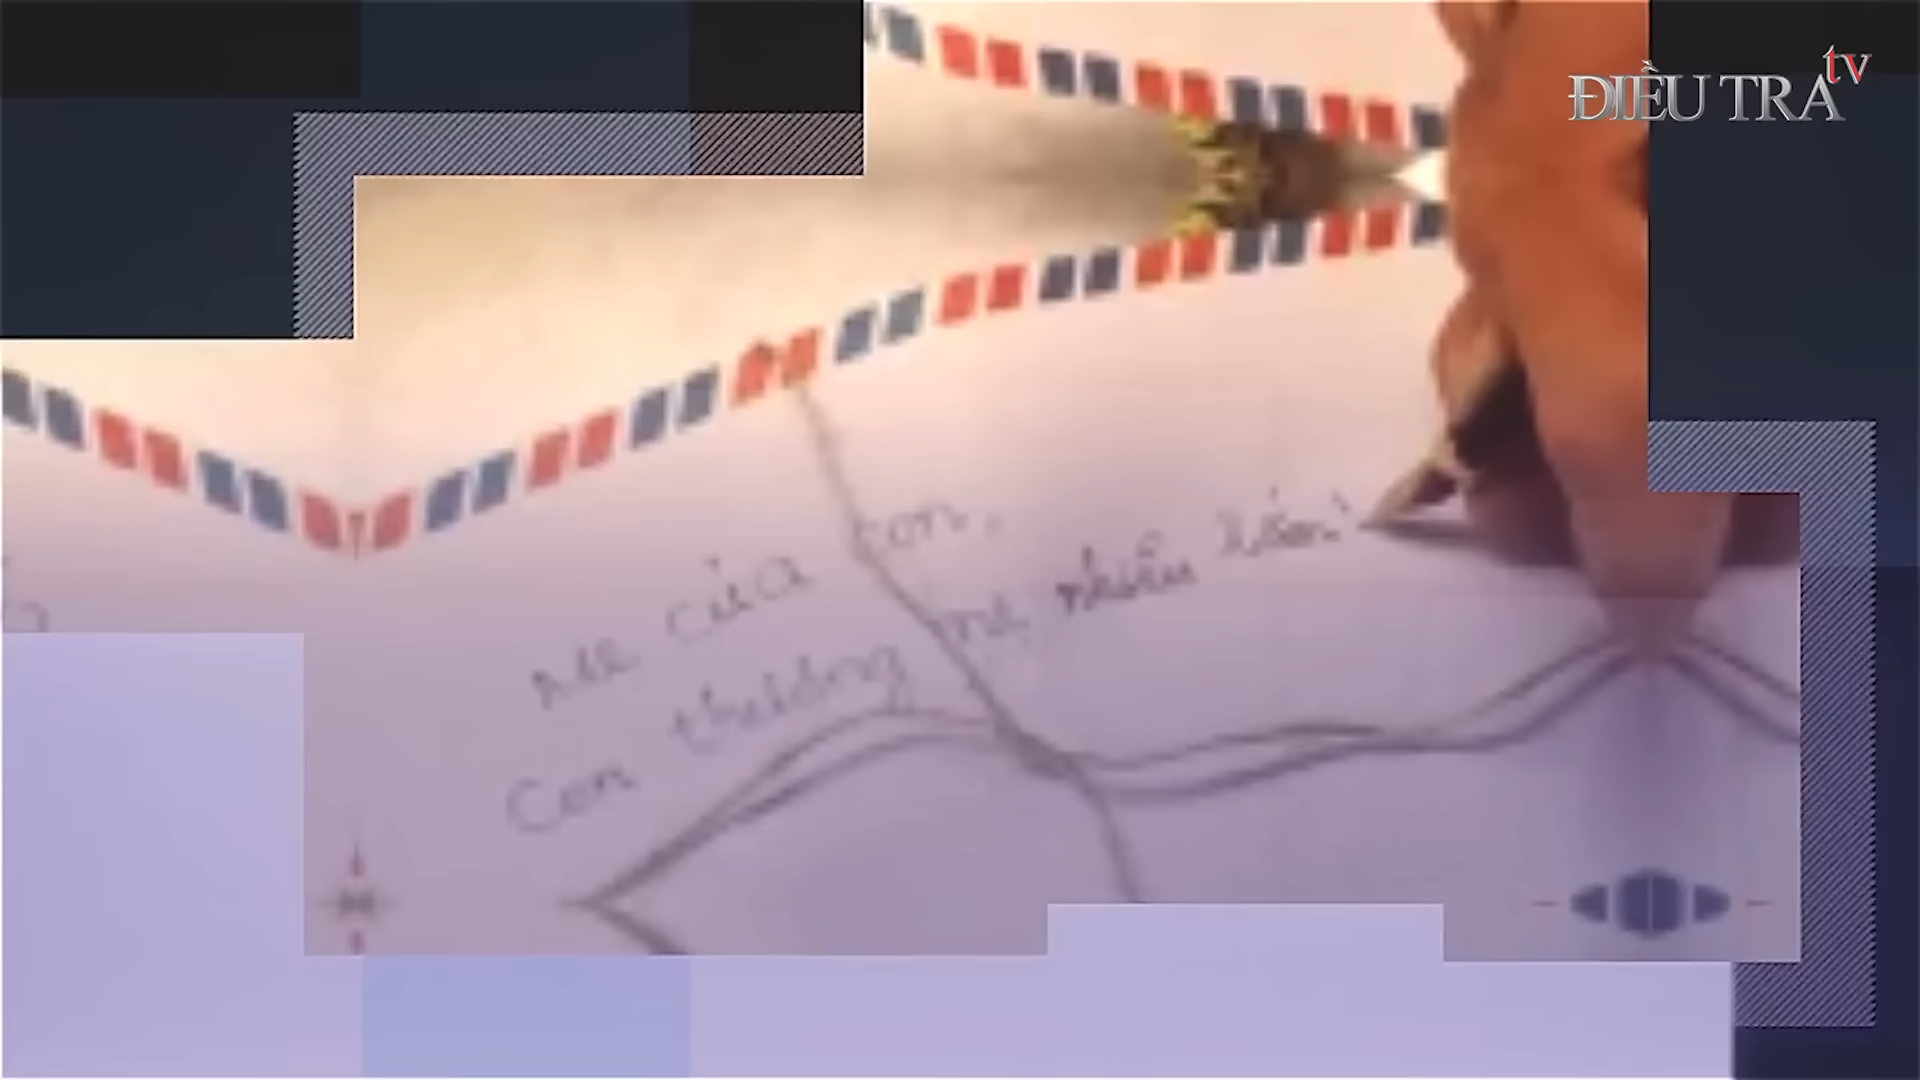 ĐIỀU TRA tv
Mẹ của con,
Con thương mẹ nhiều lắm!